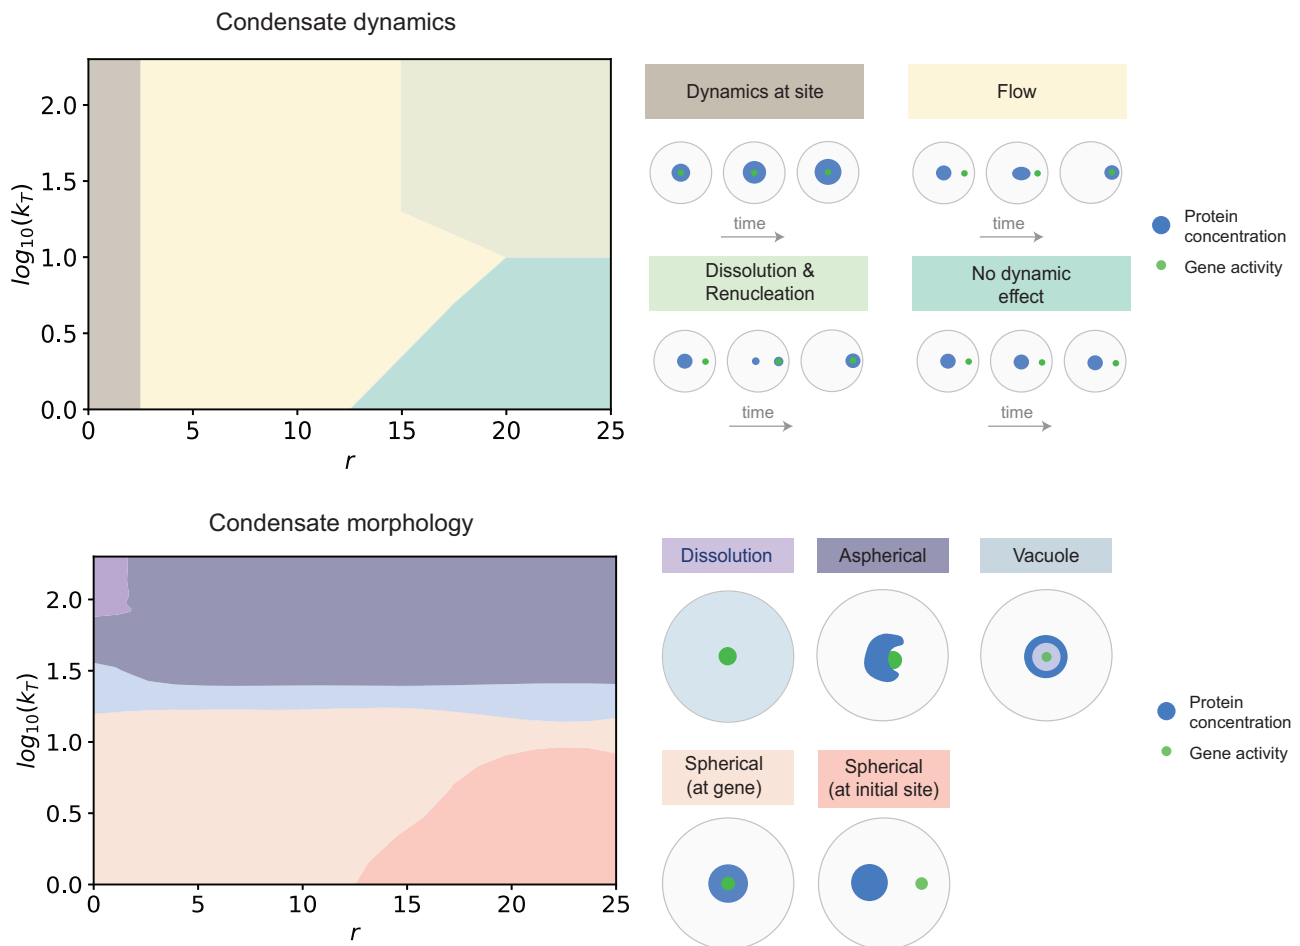 Condensate dynamics
2.0
1.5
1.0
0.5
0.0
log₁₀(k_T)
0
5
10
15
20
25
r
Dynamics at site
Flow
time
time
Dissolution &
Renucleation
No dynamic
effect
time
time
Protein
concentration
Gene activity
Condensate morphology
2.0
1.5
1.0
0.5
0.0
log₁₀(k_T)
0
5
10
15
20
25
r
Dissolution
Aspherical
Vacuole
Spherical
(at gene)
Spherical
(at initial site)
Protein
concentration
Gene activity